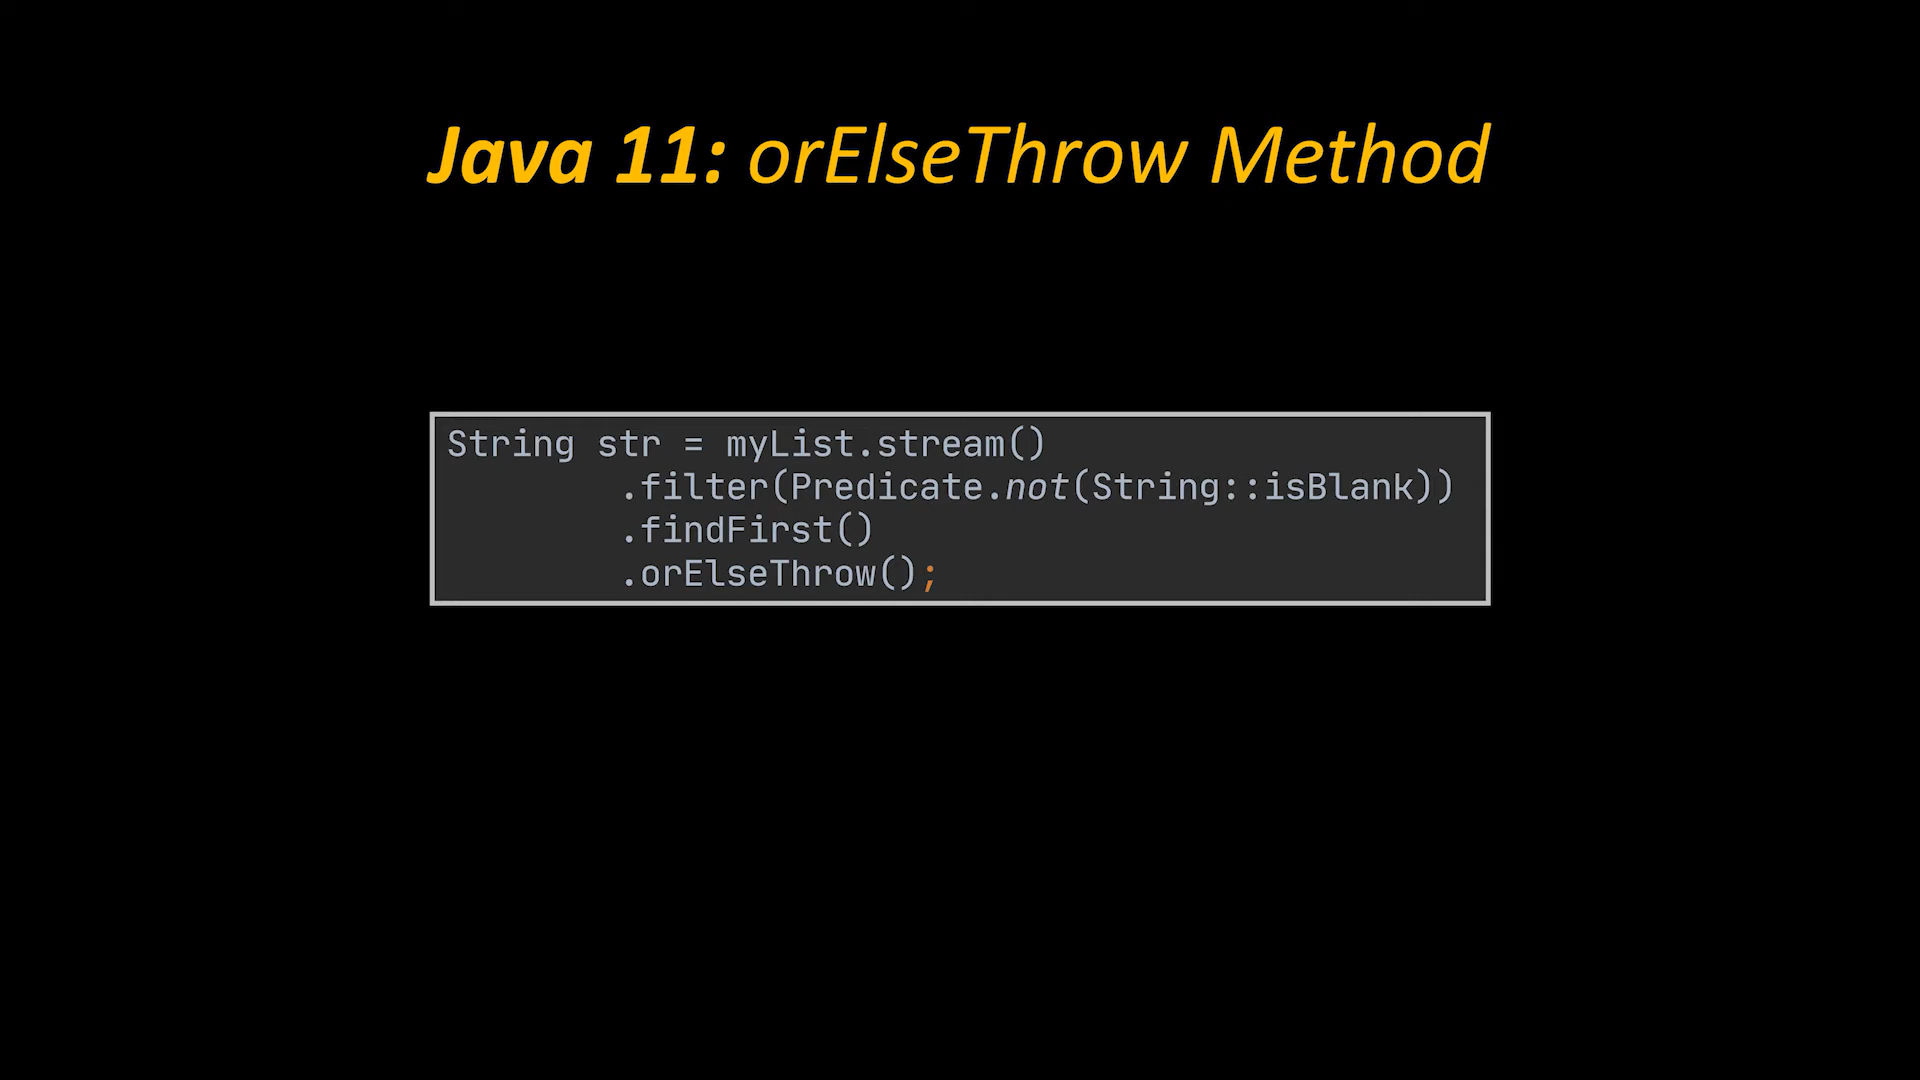 Java 11: orElseThrow Method
String str = myList.stream()
.filter(Predicate.not(String::isBlank))
.findFirst()
.orElseThrow();